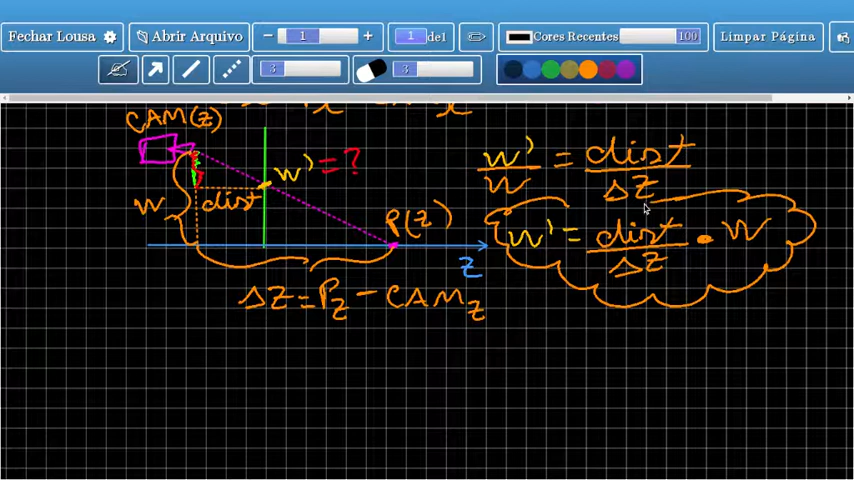 Fechar Lousa Abrir Arquivo − 1 + 1 de1 Cores Recentes 100 Limpar Página
3 3
CAM(z)
W' = ?
W dist
P(z)
z
ΔZ = Pz − CAMz
W'/W = dist/ΔZ
W' = dist/ΔZ • W